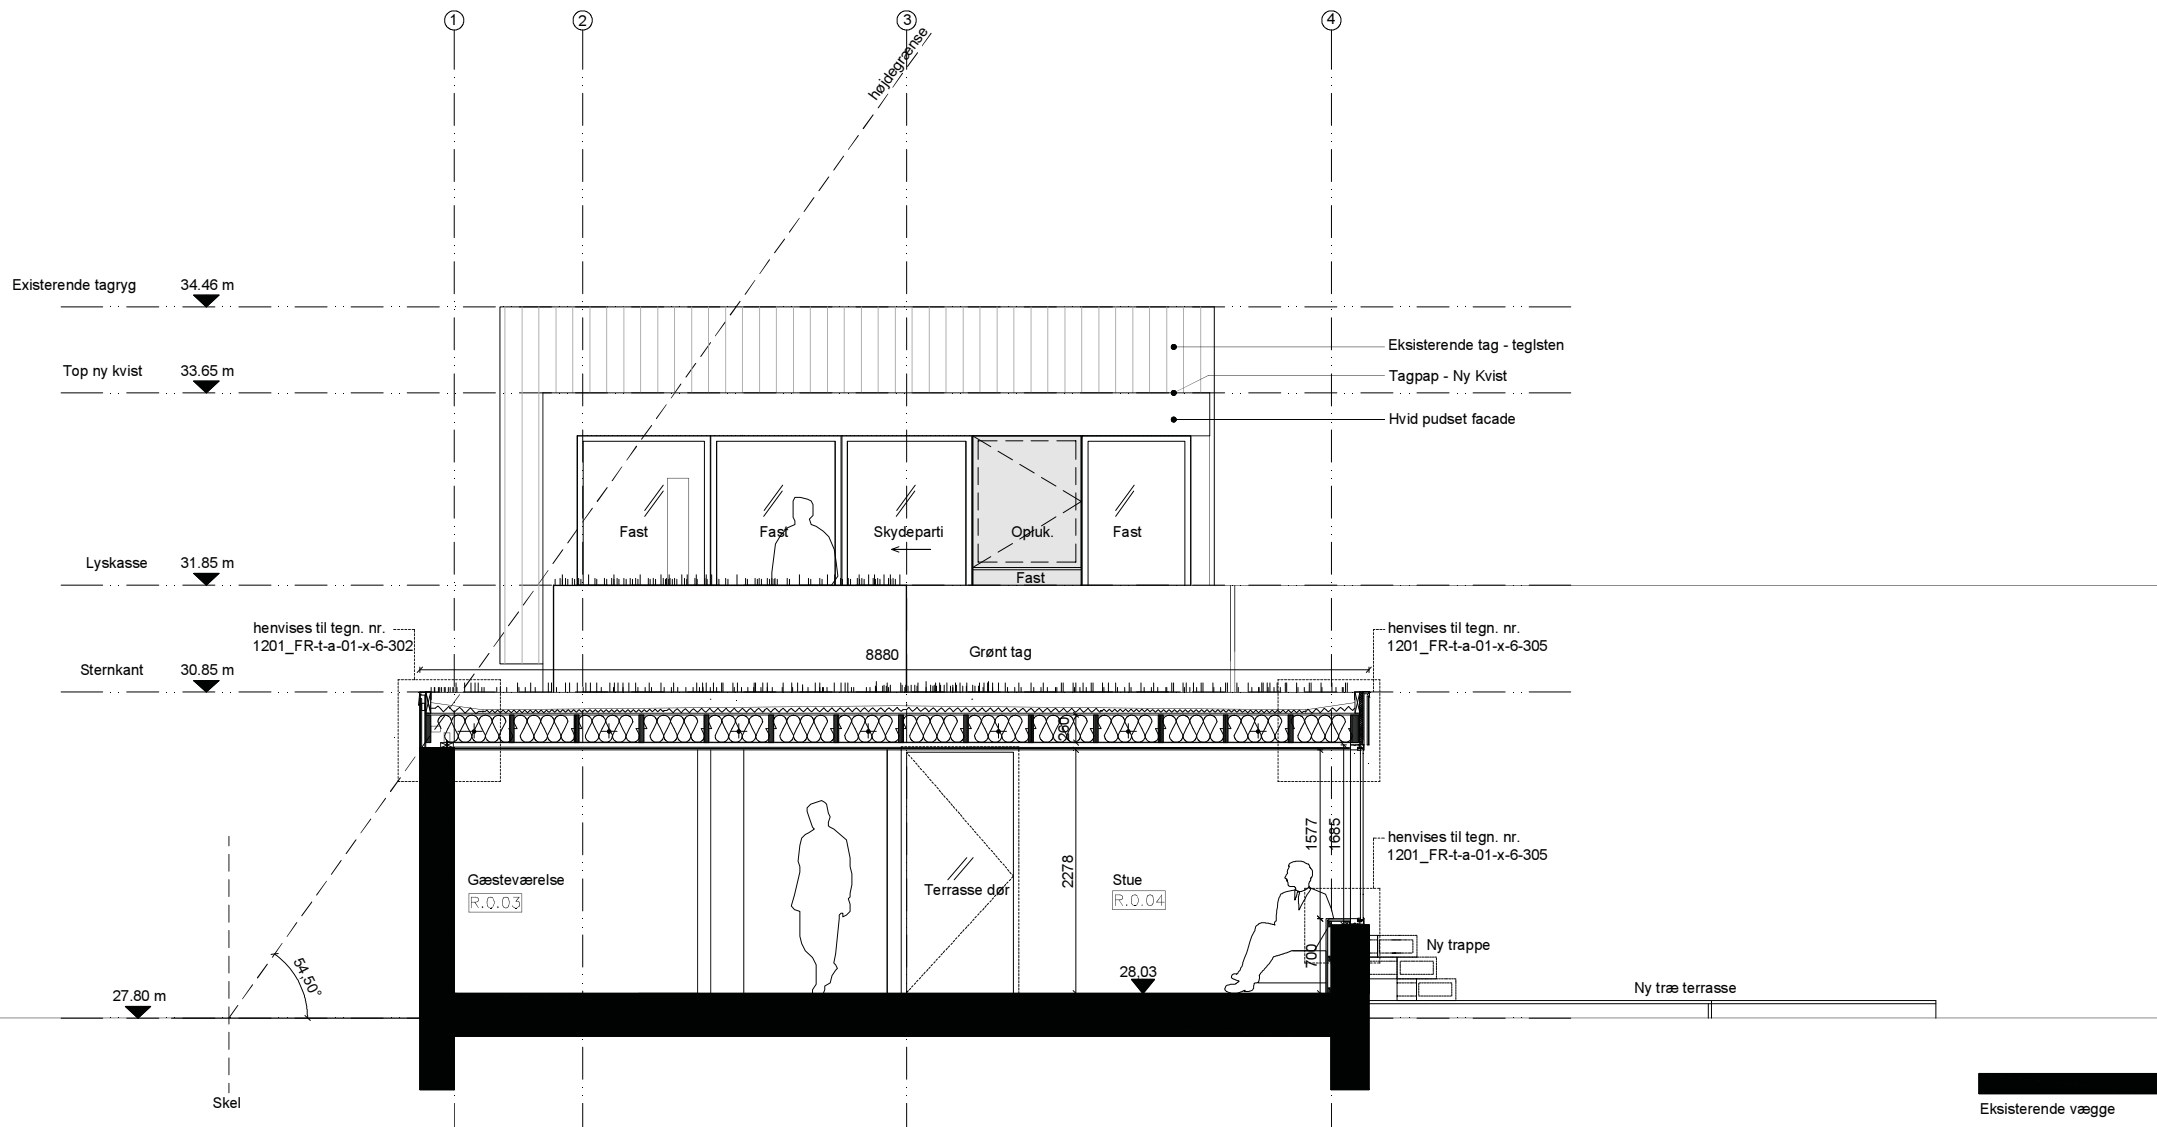 1
2
3
4
højdegrænse
Existerende tagryg 34.46 m
Eksisterende tag - teglsten
Top ny kvist 33.65 m
Tagpap - Ny Kvist
Hvid pudset facade
Fast
Fast
Skydeparti
Opluk.
Fast
Fast
Lyskasse 31.85 m
henvises til tegn. nr.
1201_FR-t-a-01-x-6-302
henvises til tegn. nr.
1201_FR-t-a-01-x-6-305
8880
Grønt tag
Sternkant 30.85 m
260
1577
1685
henvises til tegn. nr.
1201_FR-t-a-01-x-6-305
2278
Gæsteværelse
R.0.03
Terrasse dør
Stue
R.0.04
700
Ny trappe
28,03
54,50°
27.80 m
Ny træ terrasse
Skel
Eksisterende vægge